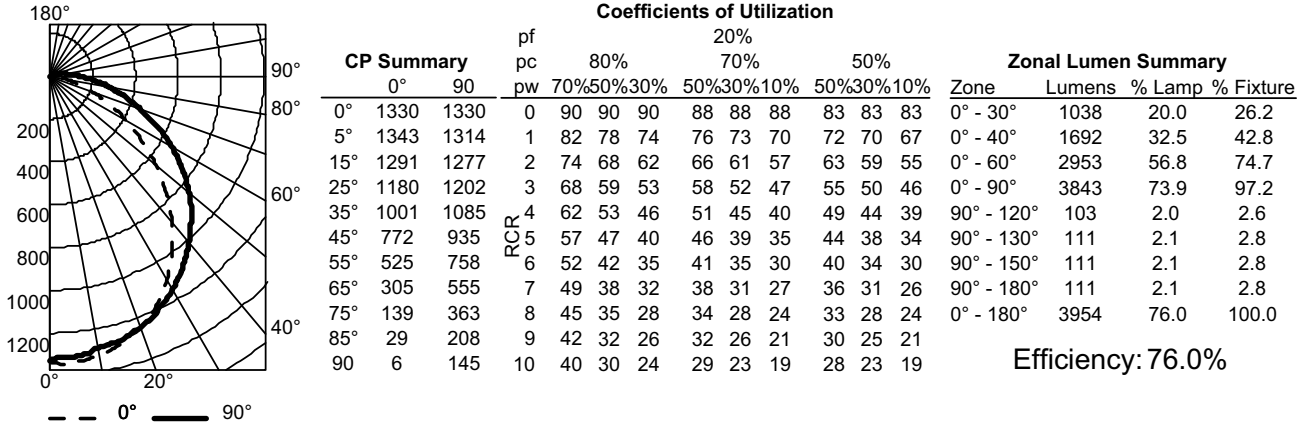 180°
90°
80°
60°
40°
200
400
600
800
1000
1200
0°
20°
0°
90°
CP Summary
0° 90
0° 1330 1330
5° 1343 1314
15° 1291 1277
25° 1180 1202
35° 1001 1085
45° 772 935
55° 525 758
65° 305 555
75° 139 363
85° 29 208
90 6 145
Coefficients of Utilization
pf 20%
pc 80% 70% 50%
pw 70%50%30% 50%30%10% 50%30%10%
RCR
0 90 90 90 88 88 88 83 83 83
1 82 78 74 76 73 70 72 70 67
2 74 68 62 66 61 57 63 59 55
3 68 59 53 58 52 47 55 50 46
4 62 53 46 51 45 40 49 44 39
5 57 47 40 46 39 35 44 38 34
6 52 42 35 41 35 30 40 34 30
7 49 38 32 38 31 27 36 31 26
8 45 35 28 34 28 24 33 28 24
9 42 32 26 32 26 21 30 25 21
10 40 30 24 29 23 19 28 23 19
Zonal Lumen Summary
Zone Lumens % Lamp % Fixture
0° - 30° 1038 20.0 26.2
0° - 40° 1692 32.5 42.8
0° - 60° 2953 56.8 74.7
0° - 90° 3843 73.9 97.2
90° - 120° 103 2.0 2.6
90° - 130° 111 2.1 2.8
90° - 150° 111 2.1 2.8
90° - 180° 111 2.1 2.8
0° - 180° 3954 76.0 100.0
Efficiency: 76.0%